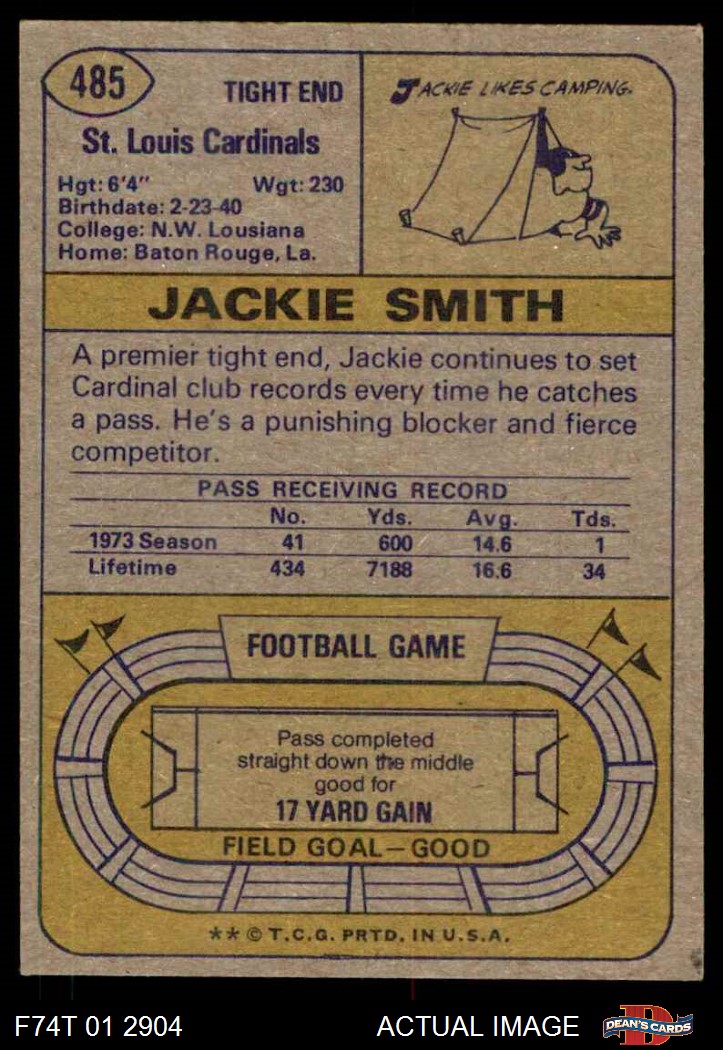 485
TIGHT END
St. Louis Cardinals
Hgt: 6'4" Wgt: 230
Birthdate: 2-23-40
College: N.W. Lousiana
Home: Baton Rouge, La.
JACKIE LIKES CAMPING.
JACKIE SMITH
A premier tight end, Jackie continues to set
Cardinal club records every time he catches
a pass. He's a punishing blocker and fierce
competitor.
PASS RECEIVING RECORD
No. Yds. Avg. Tds.
1973 Season 41 600 14.6 1
Lifetime 434 7188 16.6 34
FOOTBALL GAME
Pass completed
straight down the middle
good for
17 YARD GAIN
FIELD GOAL—GOOD
** © T.C.G. PRTD. IN U.S.A.
F74T 01 2904 ACTUAL IMAGE
DEAN'S CARDS